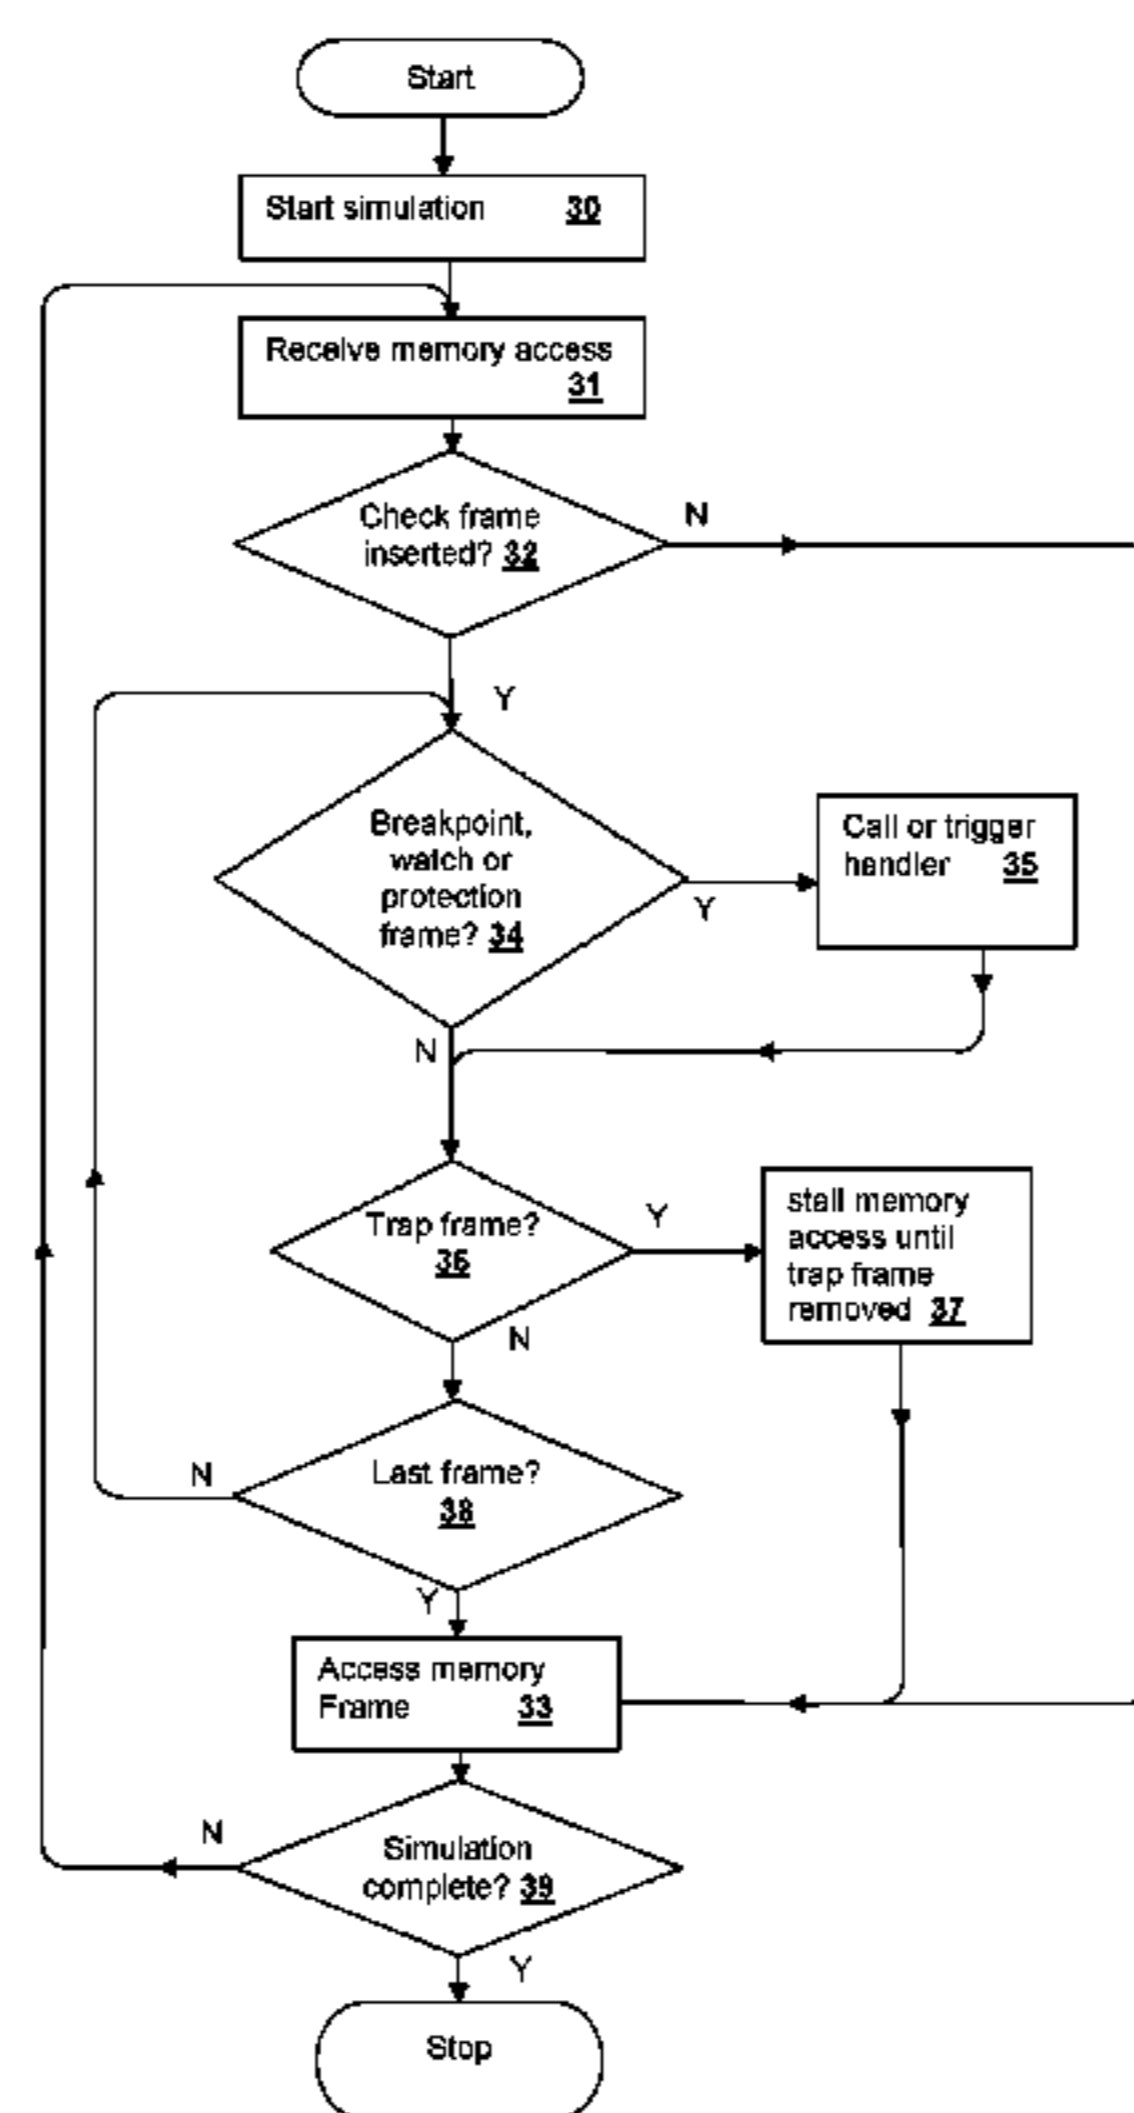 Start
Start simulation 30
Receive memory access
31
Check frame
inserted? 32
N
Y
Breakpoint,
watch or
protection
frame? 34
Y
Call or trigger
handler 35
N
Trap frame?
36
Y
stall memory
access until
trap frame
removed 37
N
Last frame?
38
N
Y
Access memory
Frame 33
Simulation
complete? 39
N
Y
Stop